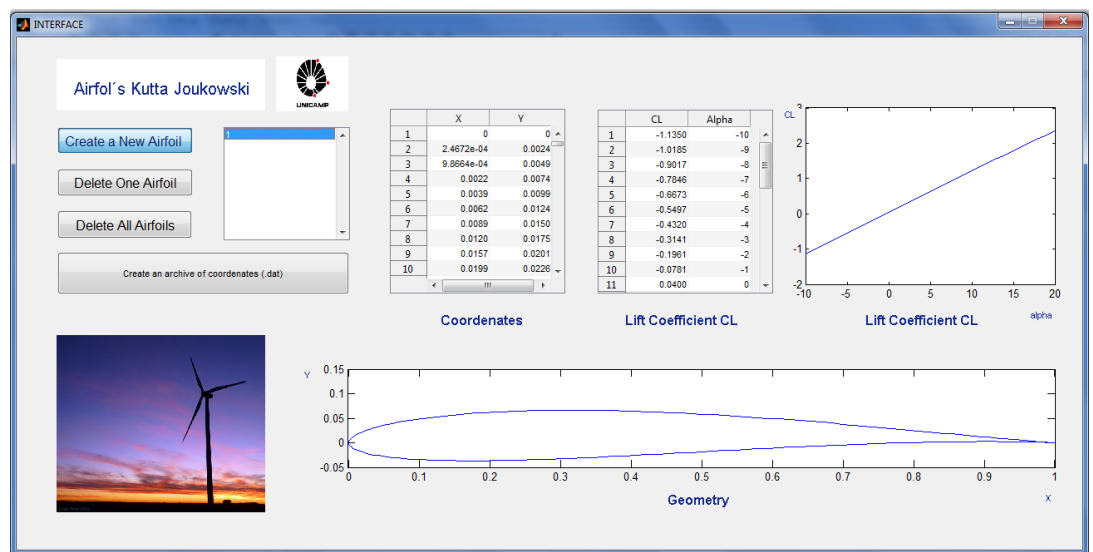 INTERFACE
Airfol´s Kutta Joukowski
UNICAMP
Create a New Airfoil
Delete One Airfoil
Delete All Airfoils
Create an archive of coordenates (.dat)
1
X Y
1 0 0
2 2.4672e-04 0.0024
3 9.8664e-04 0.0049
4 0.0022 0.0074
5 0.0039 0.0099
6 0.0062 0.0124
7 0.0089 0.0150
8 0.0120 0.0175
9 0.0157 0.0201
10 0.0199 0.0226
Coordenates
CL Alpha
1 -1.1350 -10
2 -1.0185 -9
3 -0.9017 -8
4 -0.7846 -7
5 -0.6673 -6
6 -0.5497 -5
7 -0.4320 -4
8 -0.3141 -3
9 -0.1961 -2
10 -0.0781 -1
11 0.0400 0
Lift Coefficient CL
CL
3
2
1
0
-1
-2
-10 -5 0 5 10 15 20
Lift Coefficient CL
alpha
Y
0.15
0.1
0.05
0
-0.05
0 0.1 0.2 0.3 0.4 0.5 0.6 0.7 0.8 0.9 1
Geometry
X